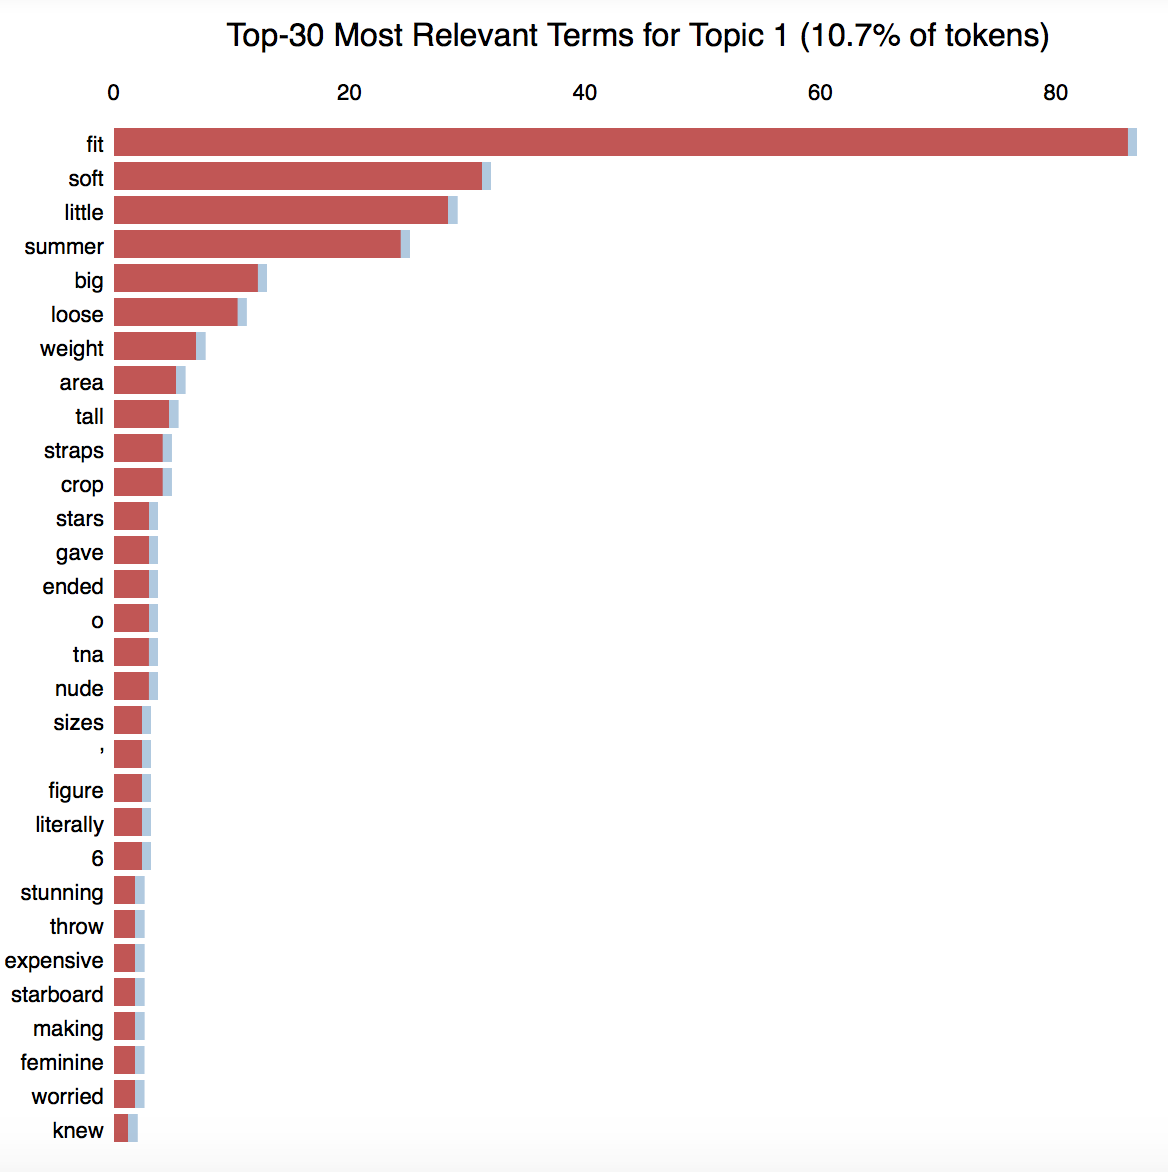 Top-30 Most Relevant Terms for Topic 1 (10.7% of tokens)
0 20 40 60 80
fit
soft
little
summer
big
loose
weight
area
tall
straps
crop
stars
gave
ended
o
tna
nude
sizes
’
figure
literally
6
stunning
throw
expensive
starboard
making
feminine
worried
knew